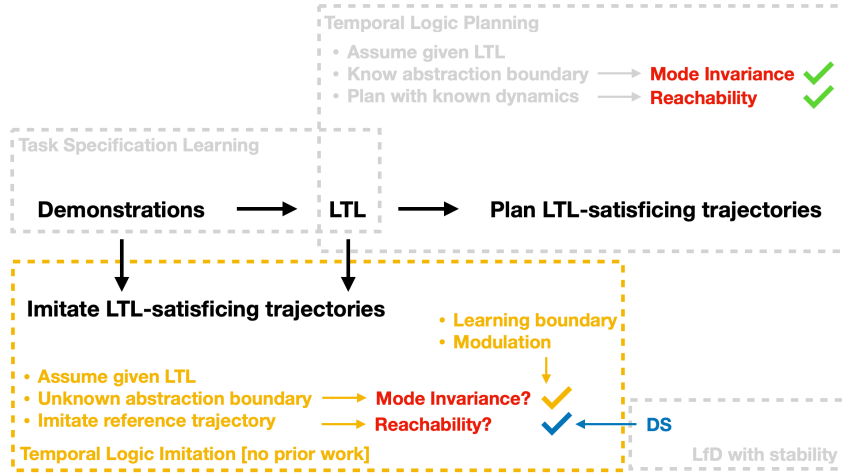 Temporal Logic Planning
• Assume given LTL
• Know abstraction boundary
Mode Invariance
• Plan with known dynamics
Reachability
Task Specification Learning
Demonstrations
LTL
Plan LTL-satisficing trajectories
Imitate LTL-satisficing trajectories
• Learning boundary
• Modulation
• Assume given LTL
• Unknown abstraction boundary
Mode Invariance?
• Imitate reference trajectory
Reachability?
DS
Temporal Logic Imitation [no prior work]
LfD with stability